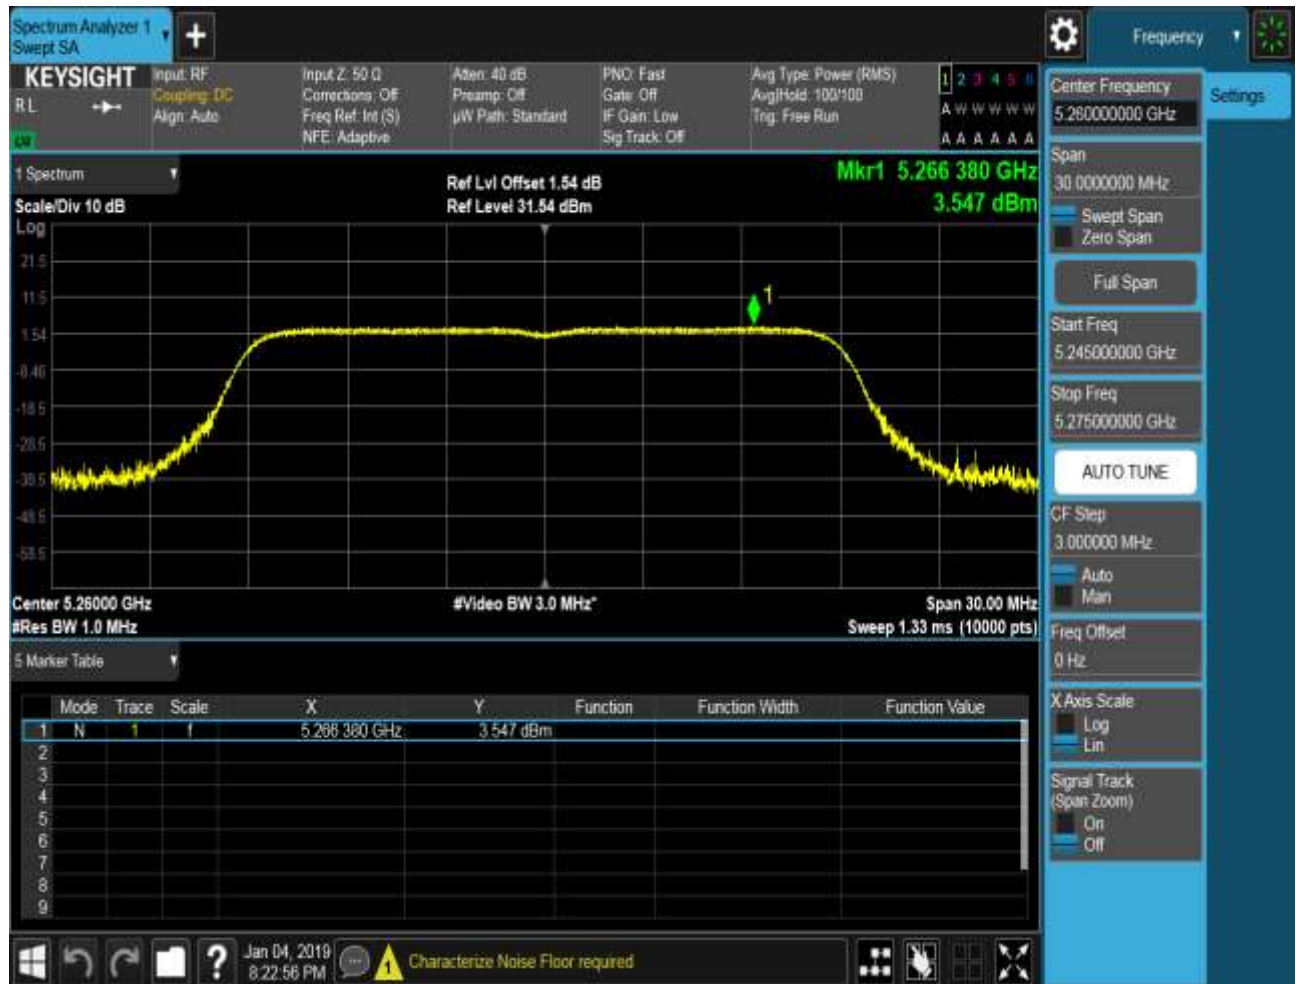 Spectrum Analyzer 1
Swept SA
Frequency
KEYSIGHT
R L
Input: RF
Coupling: DC
Align: Auto
Input Z: 50 Ω
Corrections: Off
Freq Ref: Int (S)
NFE: Adaptive
Atten: 40 dB
Preamp: Off
µW Path: Standard
PNO: Fast
Gate: Off
IF Gain: Low
Sig Track: Off
Avg Type: Power (RMS)
Avg|Hold: 100/100
Trig: Free Run
1 2 3 4 5 6
A W W W W W
A A A A A A
Center Frequency
5.260000000 GHz
Settings
1 Spectrum
Scale/Div 10 dB
Ref Lvl Offset 1.54 dB
Ref Level 31.54 dBm
Mkr1 5.266 380 GHz
3.547 dBm
Span
30.0000000 MHz
Swept Span
Zero Span
Full Span
Start Freq
5.245000000 GHz
Stop Freq
5.275000000 GHz
AUTO TUNE
CF Step
3.000000 MHz
Auto
Man
Freq Offset
0 Hz
X Axis Scale
Log
Lin
Signal Track
(Span Zoom)
On
Off
Log
21.5
11.5
1.54
-8.46
-18.5
-28.5
-38.5
-48.5
-58.5
1
Center 5.26000 GHz
#Res BW 1.0 MHz
#Video BW 3.0 MHz*
Span 30.00 MHz
Sweep 1.33 ms (10000 pts)
5 Marker Table
Mode Trace Scale X Y Function Function Width Function Value
1 N 1 f 5.266 380 GHz 3.547 dBm
2
3
4
5
6
7
8
9
?
Jan 04, 2019
8:22:56 PM
1
Characterize Noise Floor required